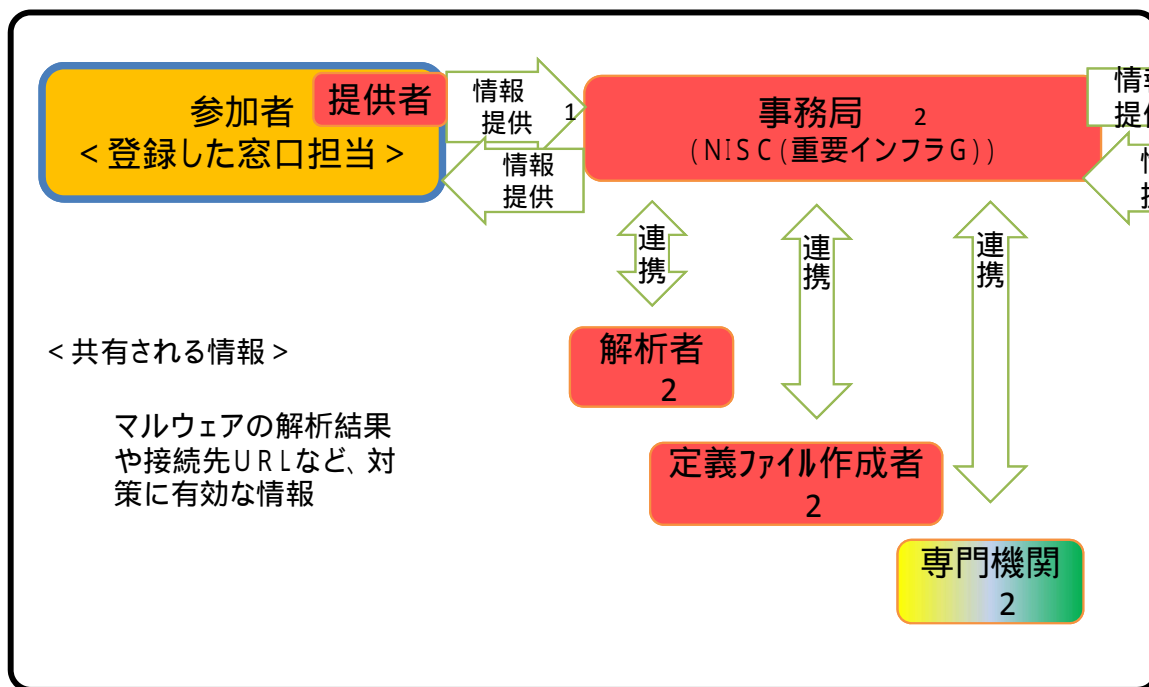 参加者
<登録した窓口担当>
提供者
情報
提供 1
情報
提供
事務局 2
(NISC(重要インフラG))
情報
連携
連携
連携
<共有される情報>
マルウェアの解析結果
や接続先URLなど、対
策に有効な情報
解析者
2
定義ファイル作成者
2
専門機関
2